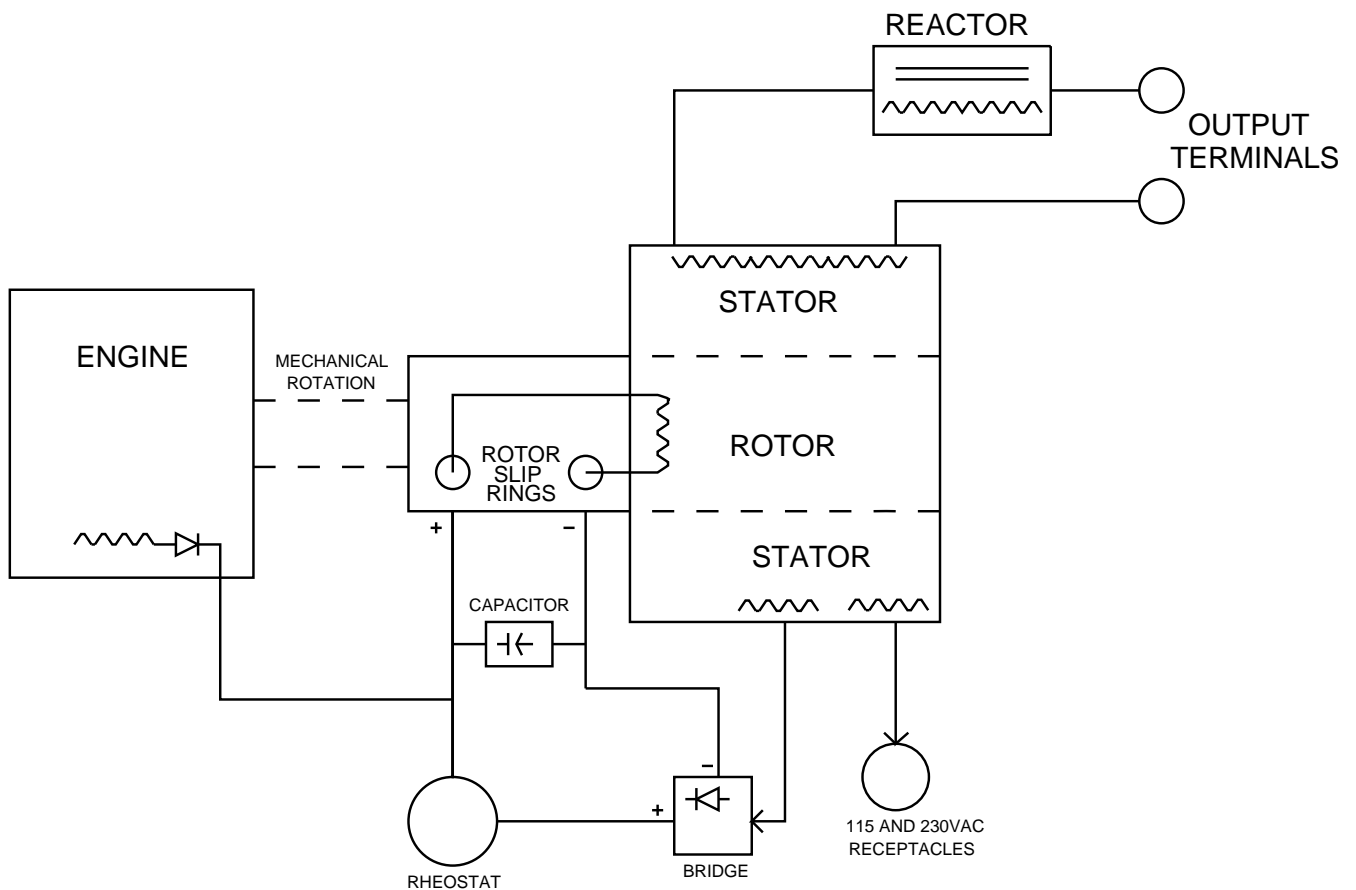 REACTOR
OUTPUT
TERMINALS
STATOR
ENGINE
MECHANICAL
ROTATION
ROTOR
ROTOR
SLIP
RINGS
+
−
STATOR
CAPACITOR
−
+
115 AND 230VAC
RECEPTACLES
BRIDGE
RHEOSTAT